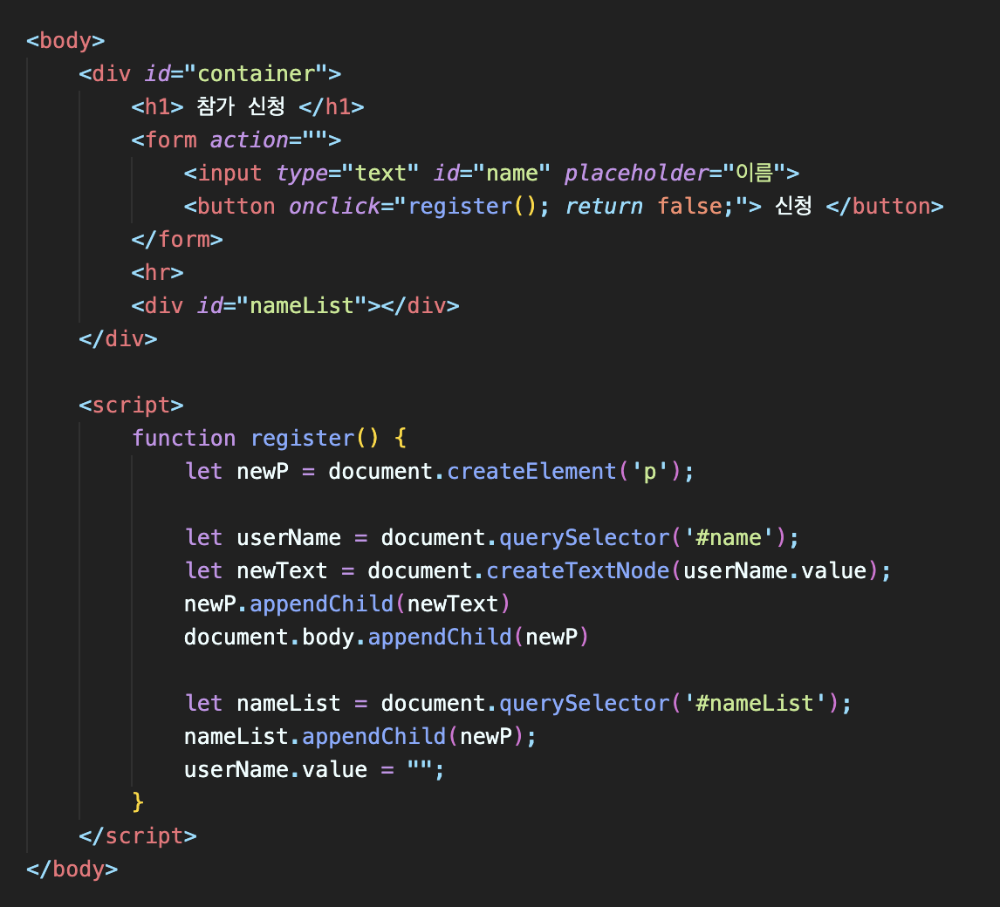 <body>
<div id="container">
<h1> 참가 신청 </h1>
<form action="">
<input type="text" id="name" placeholder="이름">
<button onclick="register(); return false;"> 신청 </button>
</form>
<hr>
<div id="nameList"></div>
</div>
<script>
function register() {
let newP = document.createElement('p');
let userName = document.querySelector('#name');
let newText = document.createTextNode(userName.value);
newP.appendChild(newText)
document.body.appendChild(newP)
let nameList = document.querySelector('#nameList');
nameList.appendChild(newP);
userName.value = "";
}
</script>
</body>